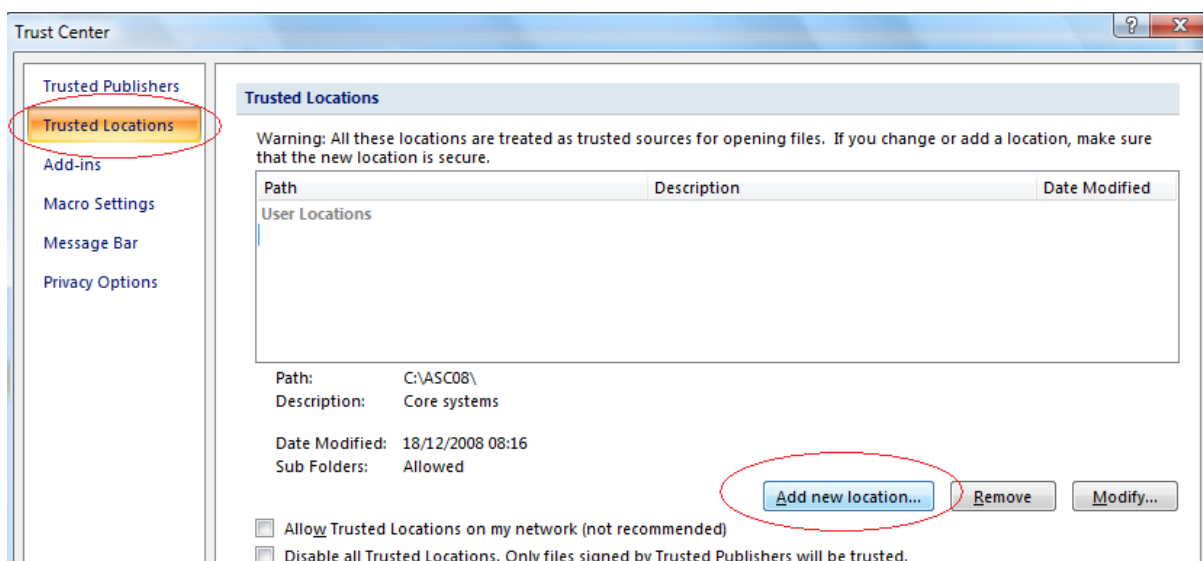 Trust Center
?
X
Trusted Publishers
Trusted Locations
Add-ins
Macro Settings
Message Bar
Privacy Options
Trusted Locations
Warning: All these locations are treated as trusted sources for opening files.  If you change or add a location, make sure
that the new location is secure.
Path Description Date Modified
User Locations
Path: C:\ASC08\
Description: Core systems
Date Modified: 18/12/2008 08:16
Sub Folders: Allowed
Add new location... Remove Modify...
Allow Trusted Locations on my network (not recommended)
Disable all Trusted Locations. Only files signed by Trusted Publishers will be trusted.